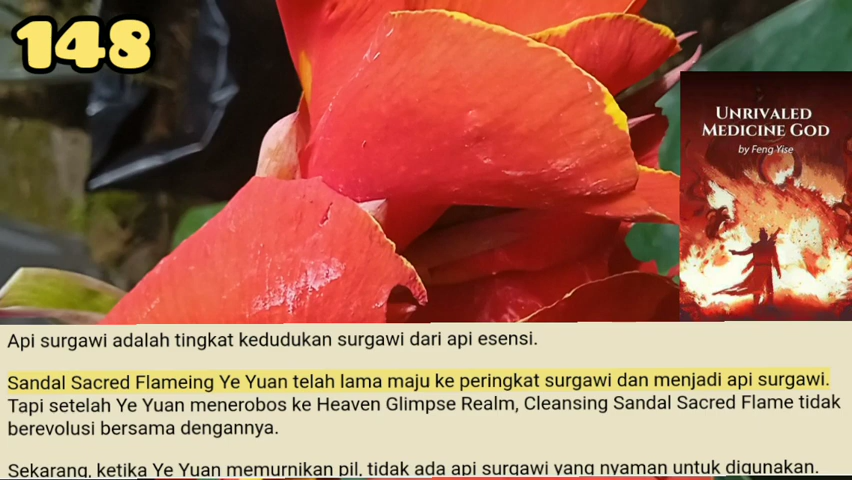 148
UNRIVALED
MEDICINE GOD
by Feng Yise
Api surgawi adalah tingkat kedudukan surgawi dari api esensi.
Sandal Sacred Flameing Ye Yuan telah lama maju ke peringkat surgawi dan menjadi api surgawi.
Tapi setelah Ye Yuan menerobos ke Heaven Glimpse Realm, Cleansing Sandal Sacred Flame tidak
berevolusi bersama dengannya.
Sekarang, ketika Ye Yuan memurnikan pil, tidak ada api surgawi yang nyaman untuk digunakan.